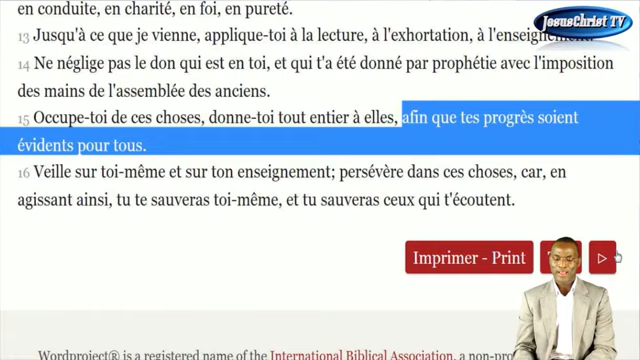 JesusChrist TV
en conduite, en charité, en foi, en pureté.
13 Jusqu'à ce que je vienne, applique-toi à la lecture, à l'exhortation, à l'enseignement.
14 Ne néglige pas le don qui est en toi, et qui t'a été donné par prophétie avec l'imposition
des mains de l'assemblée des anciens.
15 Occupe-toi de ces choses, donne-toi tout entier à elles, afin que tes progrès soient
évidents pour tous.
16 Veille sur toi-même et sur ton enseignement; persévère dans ces choses, car, en
agissant ainsi, tu te sauveras toi-même, et tu sauveras ceux qui t'écoutent.
Imprimer - Print
Wordproject® is a registered name of the International Biblical Association, a non-